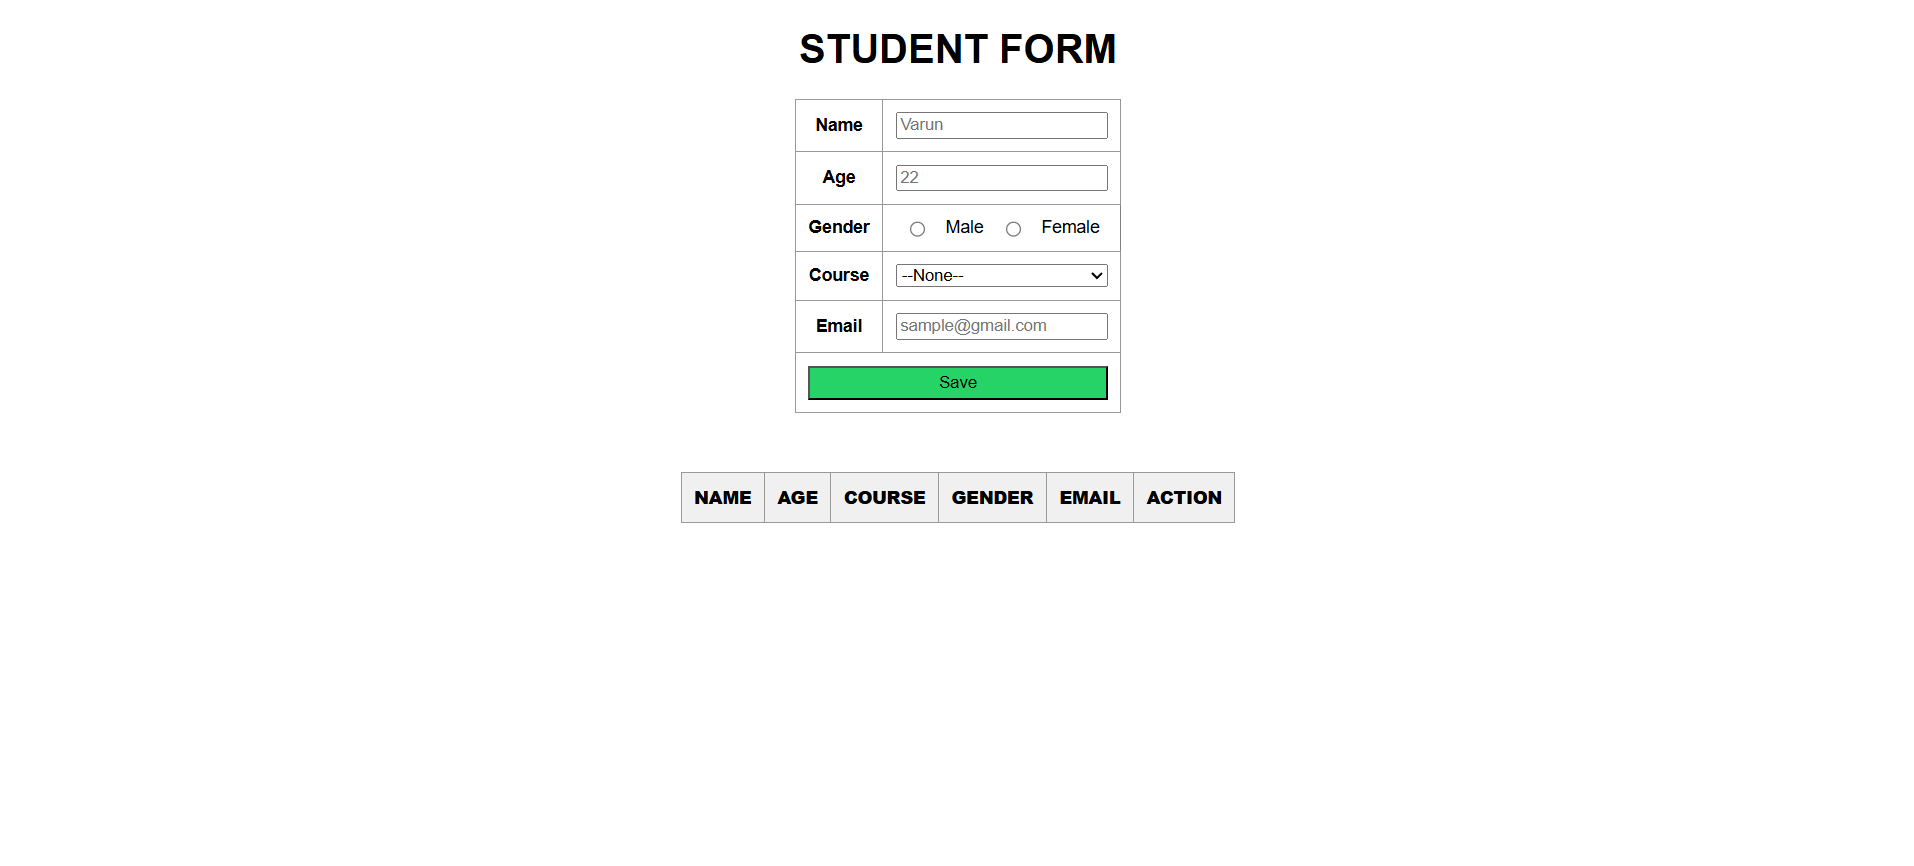 STUDENT FORM
Name Varun
Age 22
Gender Male Female
Course --None--
Email sample@gmail.com
Save
NAME AGE COURSE GENDER EMAIL ACTION